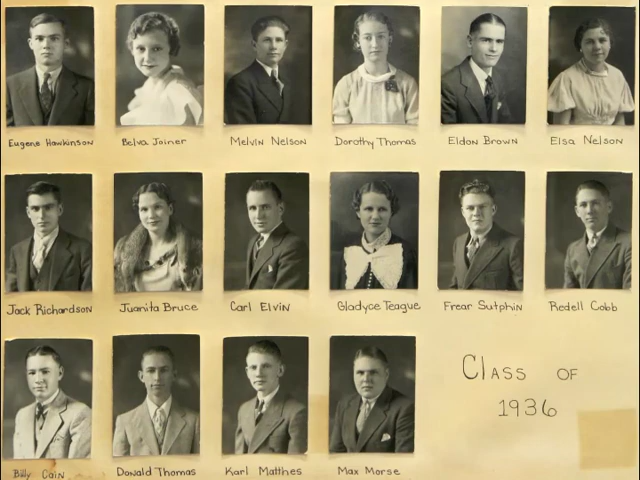 Eugene Hawkinson Belva Joiner Melvin Nelson Dorothy Thomas Eldon Brown Elsa Nelson
Jack Richardson Juanita Bruce Carl Elvin Gladyce Teague Frear Sutphin Redell Cobb
Class of
1936
Billy Cain Donald Thomas Karl Matthes Max Morse